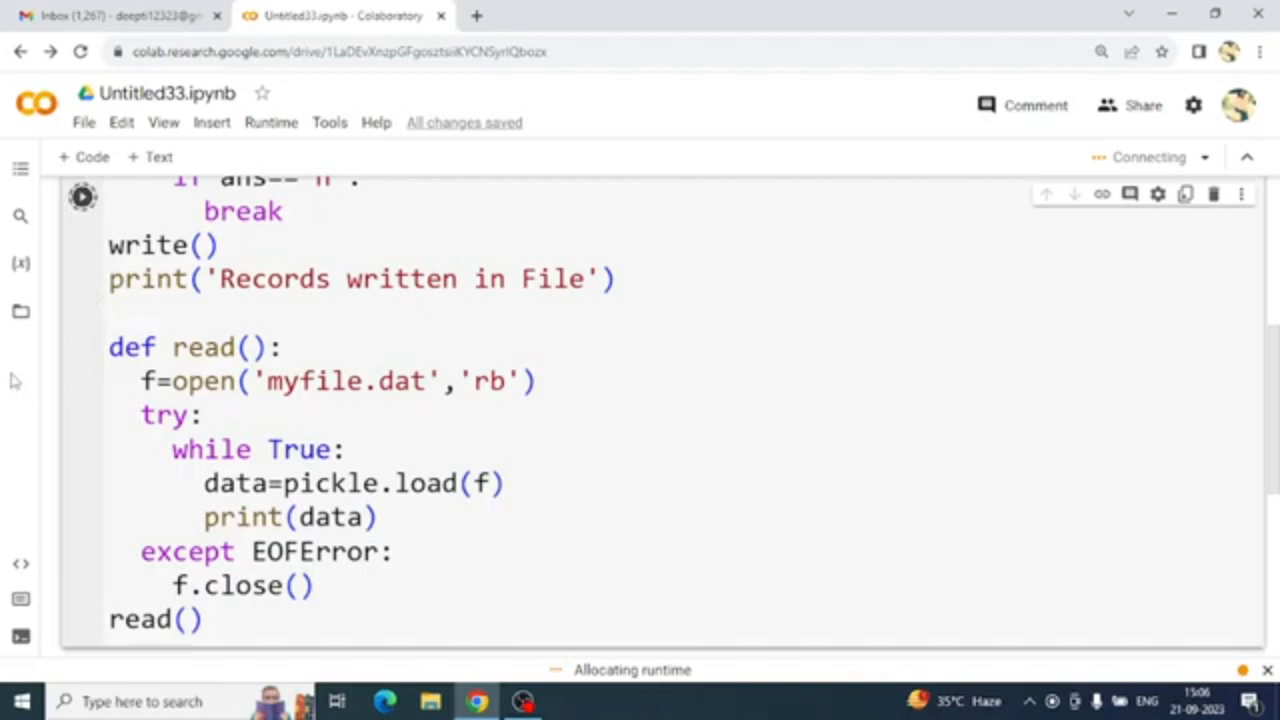 Inbox (1,267) - deepti12323@gm
Untitled33.ipynb - Colaboratory
colab.research.google.com/drive/
Untitled33.ipynb
Comment
Share
File Edit View Insert Runtime Tools Help All changes saved
+ Code + Text
Connecting
if ans=='n':
break
write()
print('Records written in File')
def read():
f=open('myfile.dat','rb')
try:
while True:
data=pickle.load(f)
print(data)
except EOFError:
f.close()
read()
Allocating runtime
Type here to search
35°C Haze
ENG
15:06
21-09-2023